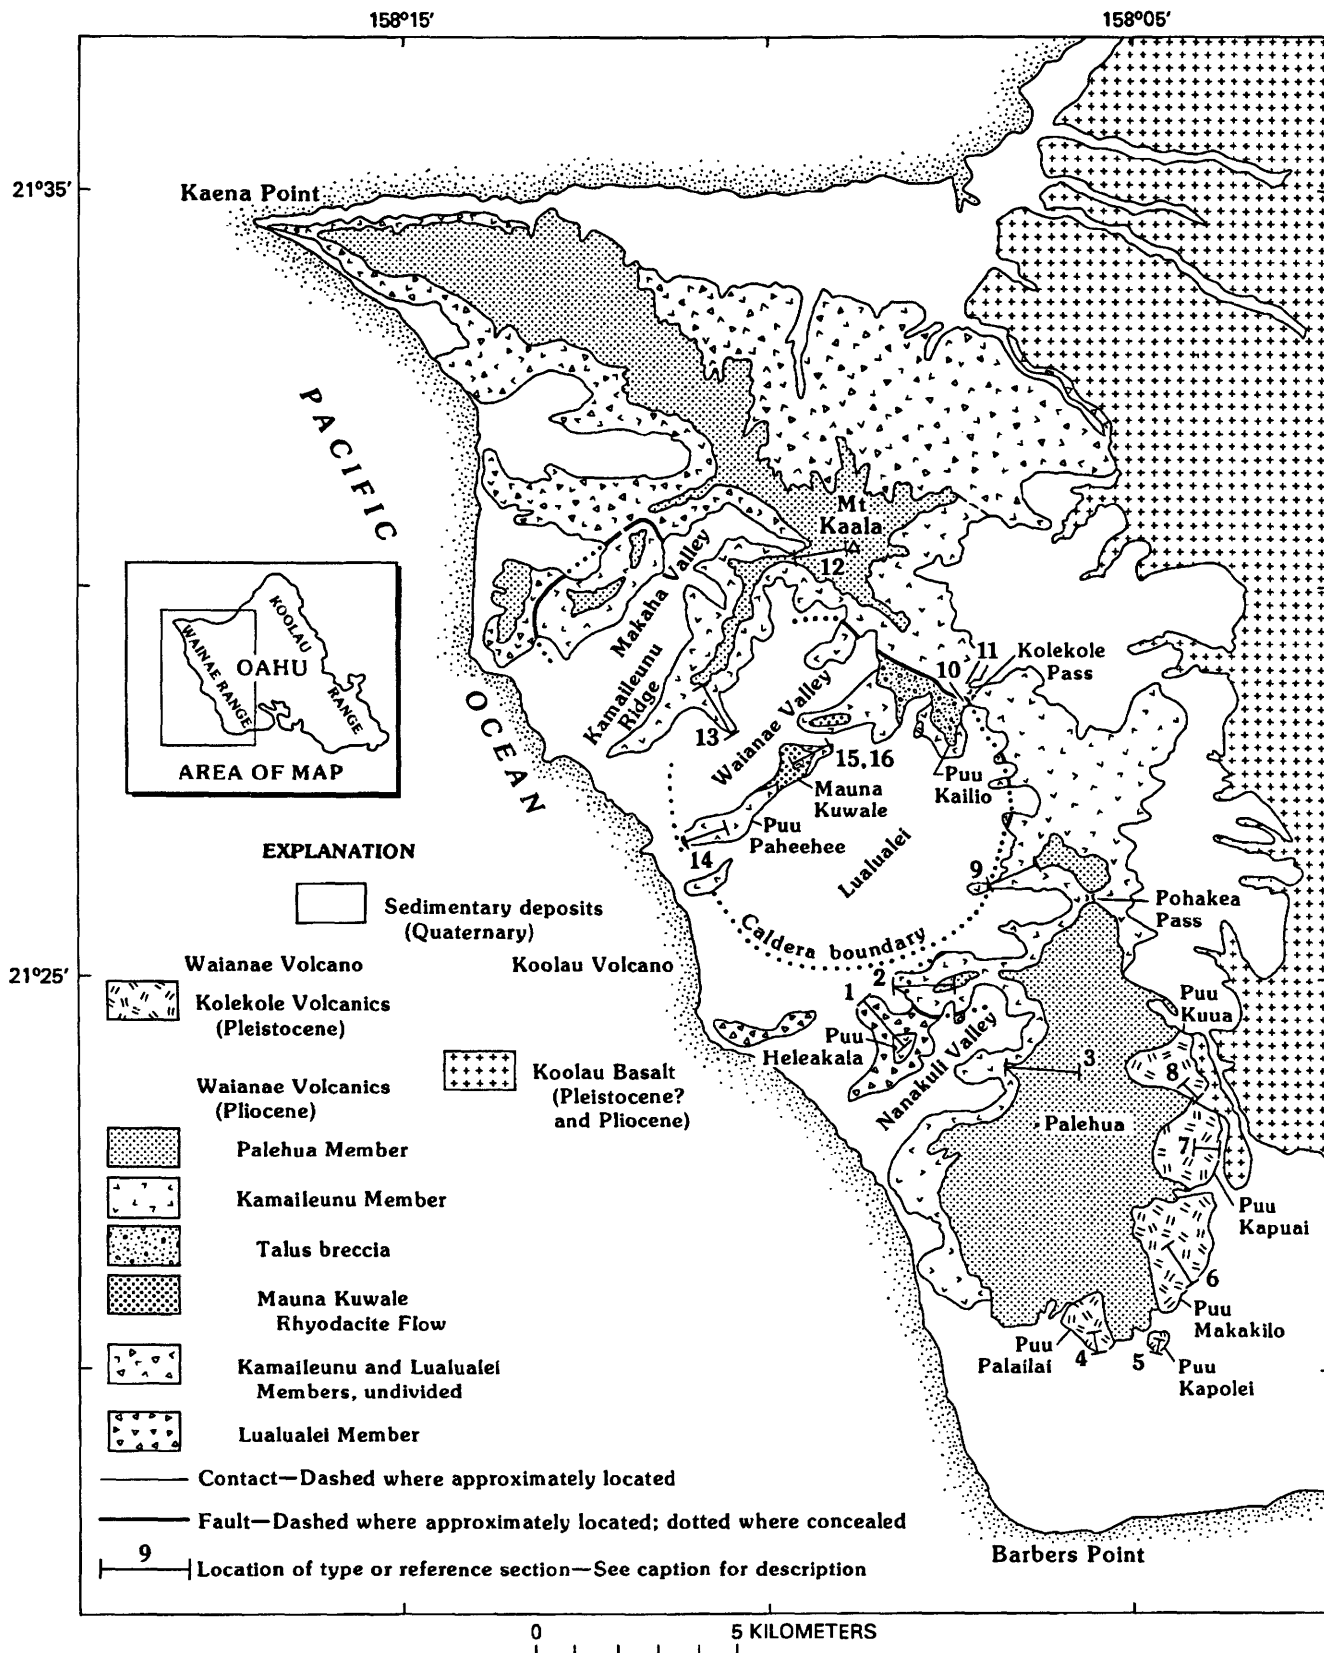 158°15'
158°05'
21°35'
Kaena Point
PACIFIC
OCEAN
Mt
Kaala
12
Makaha Valley
Kamaileunu
Ridge
Waianae Valley
11
10
Kolekole
Pass
13
15,16
Mauna
Kuwale
Puu
Kailio
Puu
Paheehee
14
Lualualei
9
Pohakea
Pass
Caldera boundary
KOOLAU
RANGE
WAINAE RANGE
OAHU
AREA OF MAP
EXPLANATION
Sedimentary deposits
(Quaternary)
Waianae Volcano
Koolau Volcano
21°25'
Kolekole Volcanics
(Pleistocene)
Koolau Basalt
(Pleistocene?
and Pliocene)
Waianae Volcanics
(Pliocene)
Palehua Member
Kamaileunu Member
Talus breccia
Mauna Kuwale
Rhyodacite Flow
Kamaileunu and Lualualei
Members, undivided
Lualualei Member
Contact—Dashed where approximately located
Fault—Dashed where approximately located; dotted where concealed
9
Location of type or reference section—See caption for description
1
2
Puu
Heleakala
Nanakuli Valley
3
Puu
Kuua
8
Palehua
7
Puu
Kapuai
6
Puu
Makakilo
Puu
Palailai
4
5
Puu
Kapolei
Barbers Point
0
5 KILOMETERS